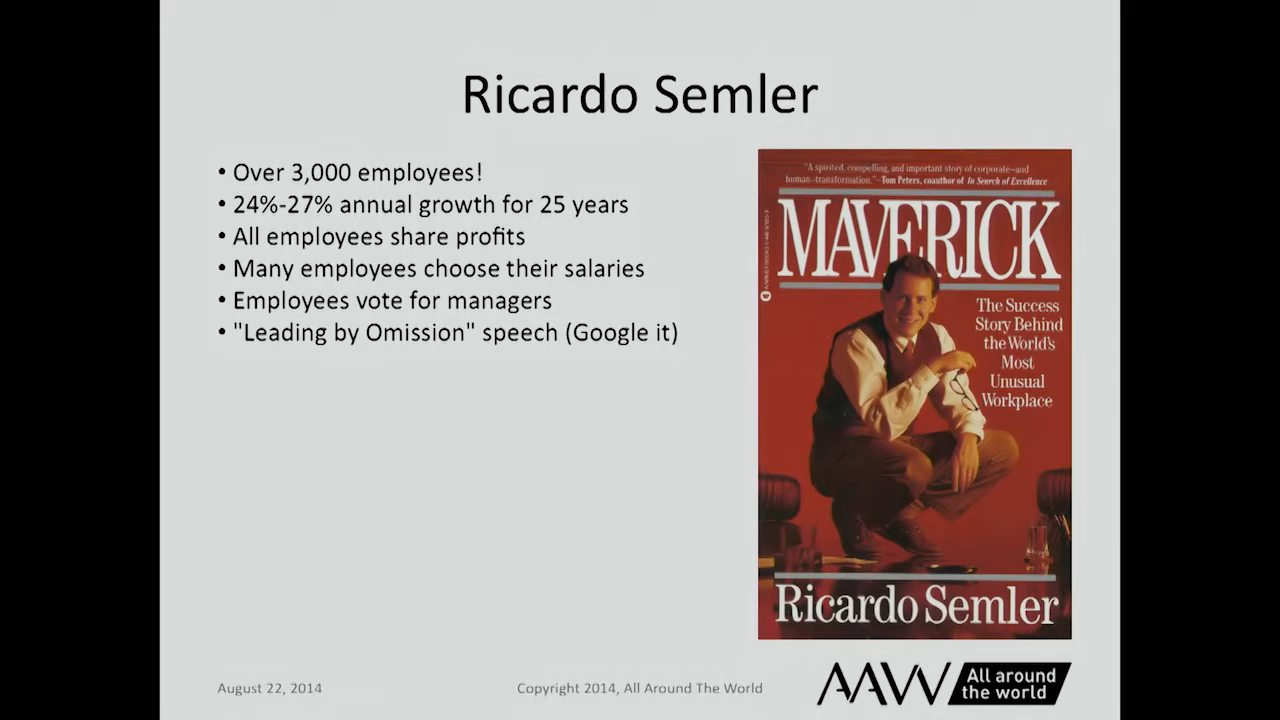 Ricardo Semler
• Over 3,000 employees!
• 24%-27% annual growth for 25 years
• All employees share profits
• Many employees choose their salaries
• Employees vote for managers
• "Leading by Omission" speech (Google it)
"A spirited, compelling, and important story of corporate–and
human–transformation."–Tom Peters, coauthor of In Search of Excellence
MAVERICK
The Success
Story Behind
the World's
Most
Unusual
Workplace
Ricardo Semler
August 22, 2014
Copyright 2014, All Around The World
AAW
All around
the world